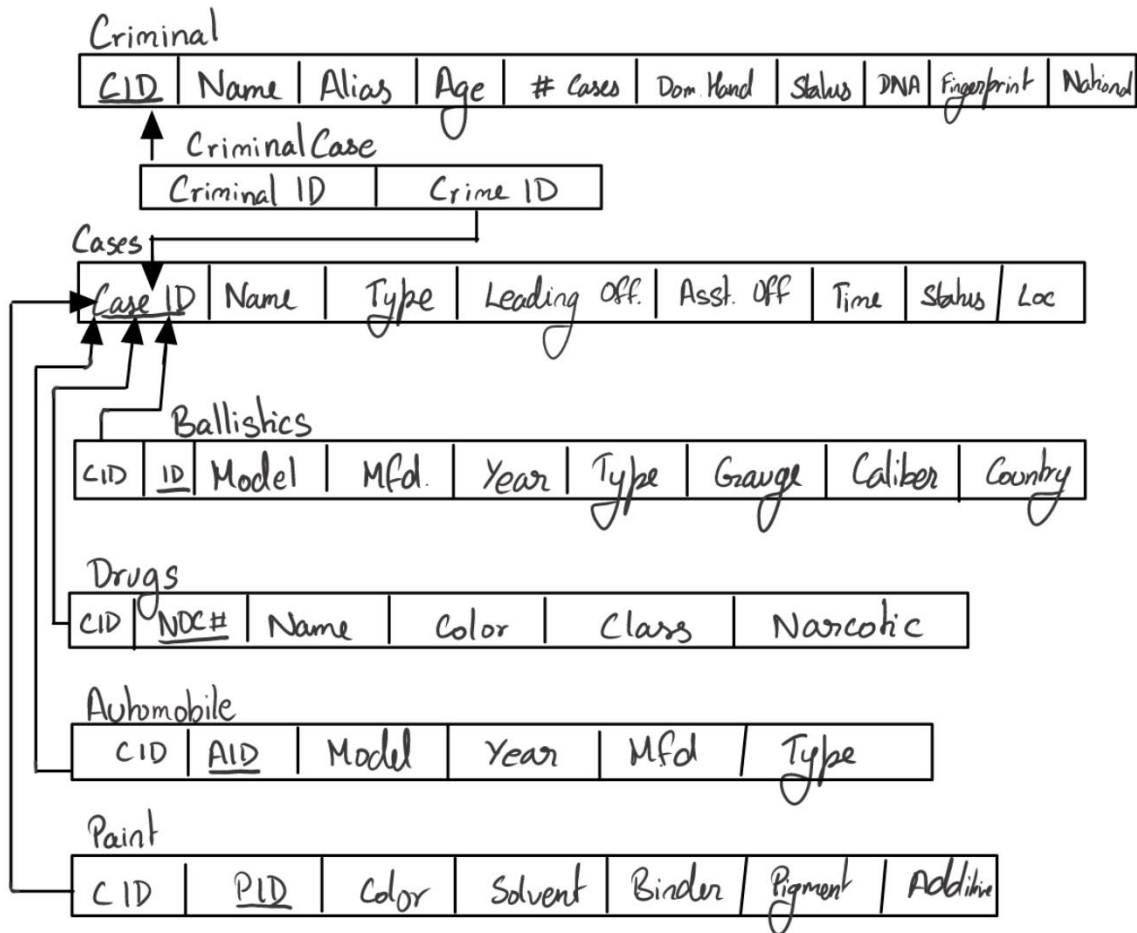 Criminal
CID Name Alias Age # Cases Dom. Hand Status DNA Fingerprint National
CriminalCase
Criminal ID Crime ID
Cases
Case ID Name Type Leading Off. Asst. Off Time Status Loc
Ballistics
CID ID Model Mfd. Year Type Gauge Caliber Country
Drugs
CID NDC# Name Color Class Narcotic
Automobile
CID AID Model Year Mfd Type
Paint
CID PID Color Solvent Binder Pigment Additive